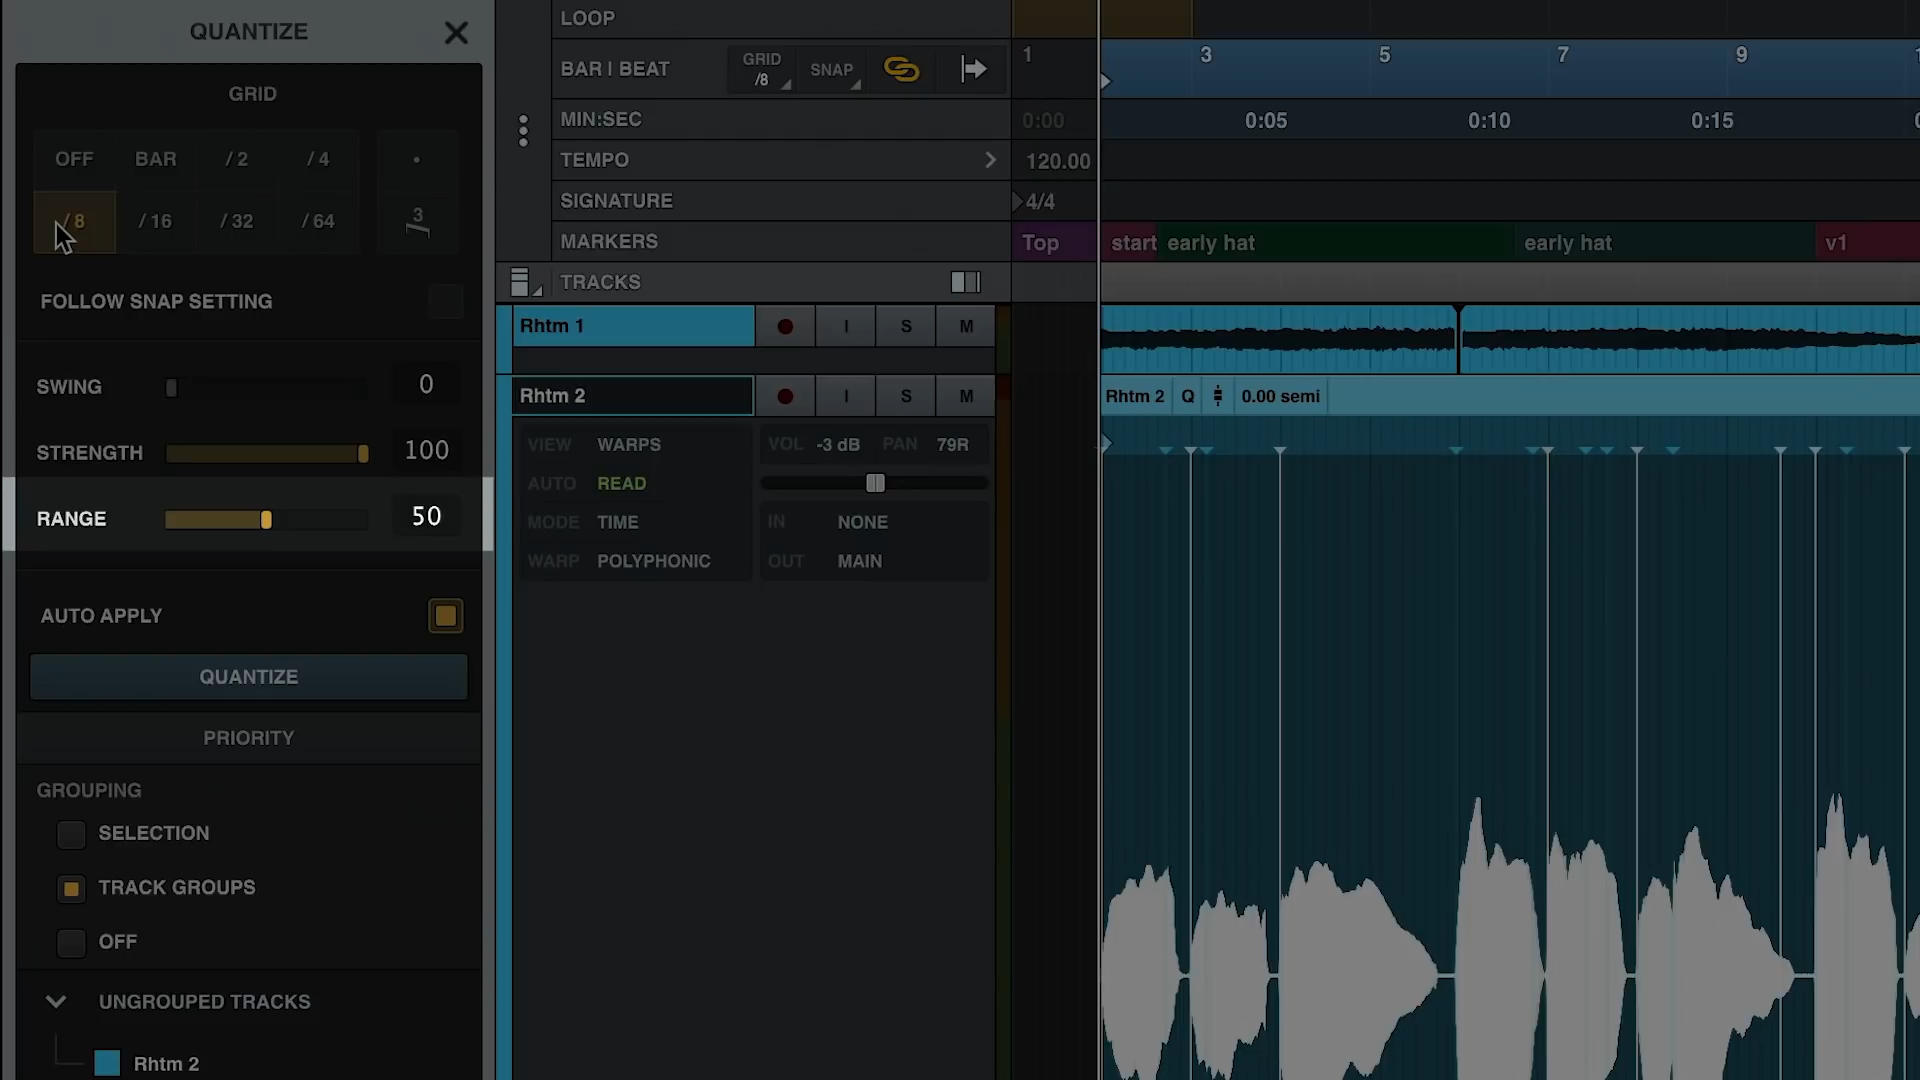 QUANTIZE
GRID
OFF BAR / 2 / 4
/ 8 / 16 / 32 / 64 3
FOLLOW SNAP SETTING
SWING 0
STRENGTH 100
RANGE 50
AUTO APPLY
QUANTIZE
PRIORITY
GROUPING
SELECTION
TRACK GROUPS
OFF
UNGROUPED TRACKS
Rhtm 2
LOOP
BAR | BEAT GRID /8 SNAP 1 3 5 7 9
MIN:SEC 0:00 0:05 0:10 0:15
TEMPO 120.00
SIGNATURE 4/4
MARKERS Top start early hat early hat v1
TRACKS
Rhtm 1 I S M
Rhtm 2 I S M
VIEW WARPS VOL -3 dB PAN 79R
AUTO READ
MODE TIME IN NONE
WARP POLYPHONIC OUT MAIN
Rhtm 2 Q 0.00 semi